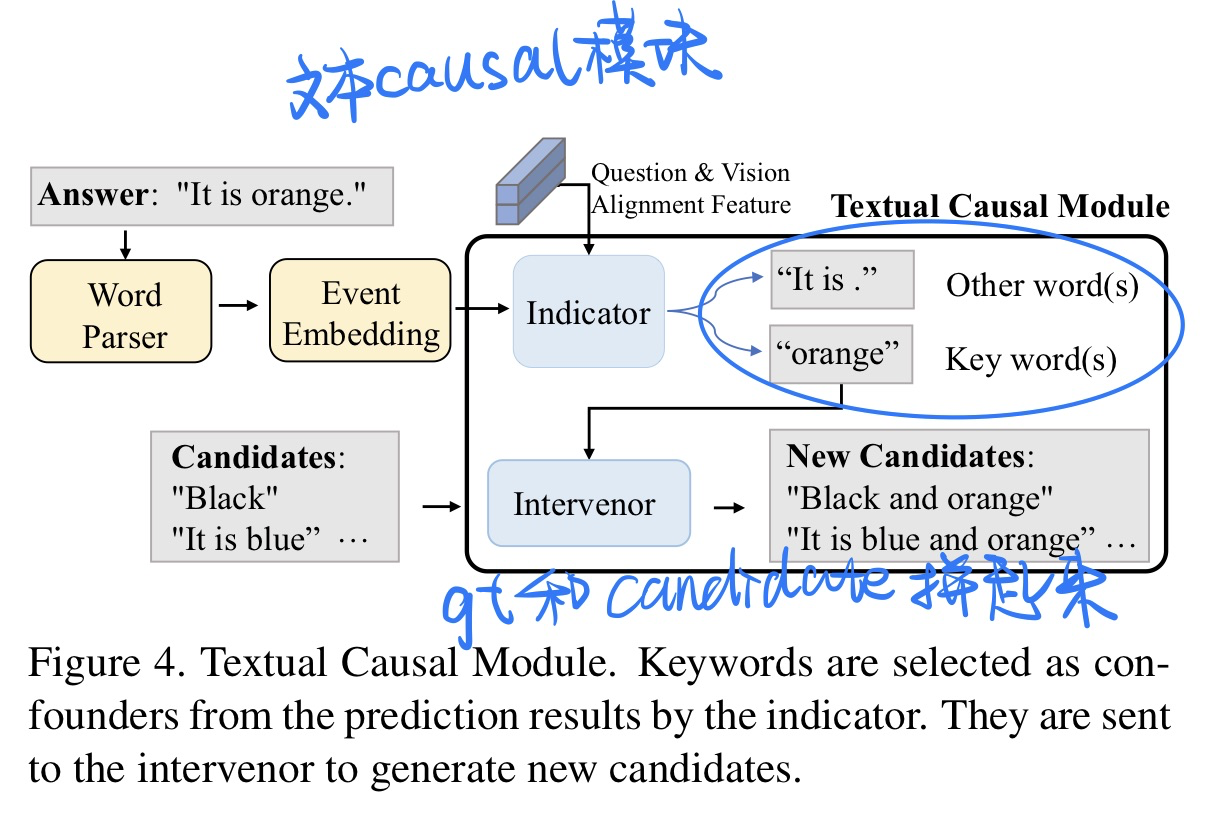 文本causal模块
Question & Vision
Alignment Feature
Textual Causal Module
Answer: "It is orange."
Word
Parser
Event
Embedding
Indicator
“It is .”
Other word(s)
“orange”
Key word(s)
Candidates:
"Black"
"It is blue” …
Intervenor
New Candidates:
"Black and orange"
"It is blue and orange” …
gt和candidate拼起来
Figure 4. Textual Causal Module. Keywords are selected as con-
founders from the prediction results by the indicator. They are sent
to the intervenor to generate new candidates.